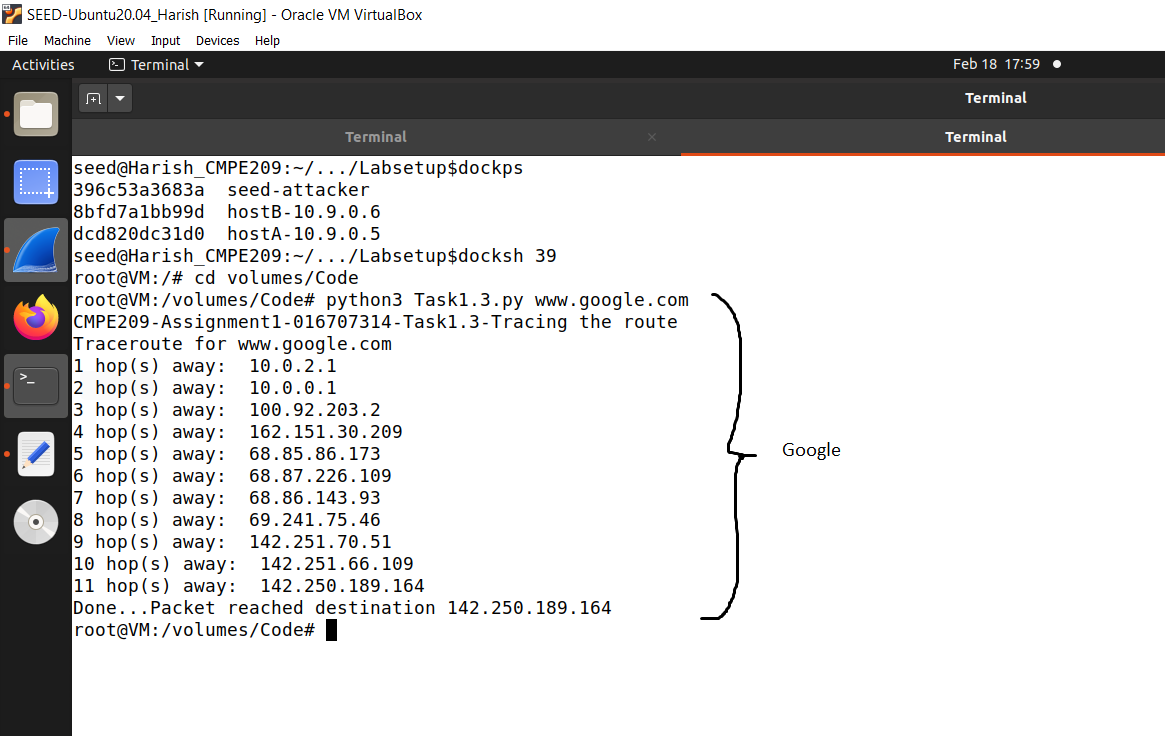 SEED-Ubuntu20.04_Harish [Running] - Oracle VM VirtualBox
File Machine View Input Devices Help
Activities Terminal Feb 18 17:59
Terminal
Terminal × Terminal
seed@Harish_CMPE209:~/.../Labsetup$dockps
396c53a3683a  seed-attacker
8bfd7a1bb99d  hostB-10.9.0.6
dcd820dc31d0  hostA-10.9.0.5
seed@Harish_CMPE209:~/.../Labsetup$docksh 39
root@VM:/# cd volumes/Code
root@VM:/volumes/Code# python3 Task1.3.py www.google.com
CMPE209-Assignment1-016707314-Task1.3-Tracing the route
Traceroute for www.google.com
1 hop(s) away:  10.0.2.1
2 hop(s) away:  10.0.0.1
3 hop(s) away:  100.92.203.2
4 hop(s) away:  162.151.30.209
5 hop(s) away:  68.85.86.173
Google
6 hop(s) away:  68.87.226.109
7 hop(s) away:  68.86.143.93
8 hop(s) away:  69.241.75.46
9 hop(s) away:  142.251.70.51
10 hop(s) away:  142.251.66.109
11 hop(s) away:  142.250.189.164
Done...Packet reached destination 142.250.189.164
root@VM:/volumes/Code#